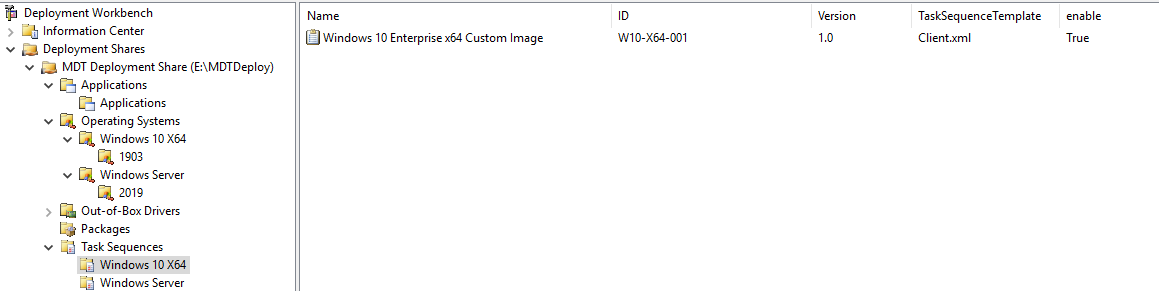 Deployment Workbench
Information Center
Deployment Shares
MDT Deployment Share (E:\MDTDeploy)
Applications
Applications
Operating Systems
Windows 10 X64
1903
Windows Server
2019
Out-of-Box Drivers
Packages
Task Sequences
Windows 10 X64
Windows Server
Name ID Version TaskSequenceTemplate enable
Windows 10 Enterprise x64 Custom Image W10-X64-001 1.0 Client.xml True